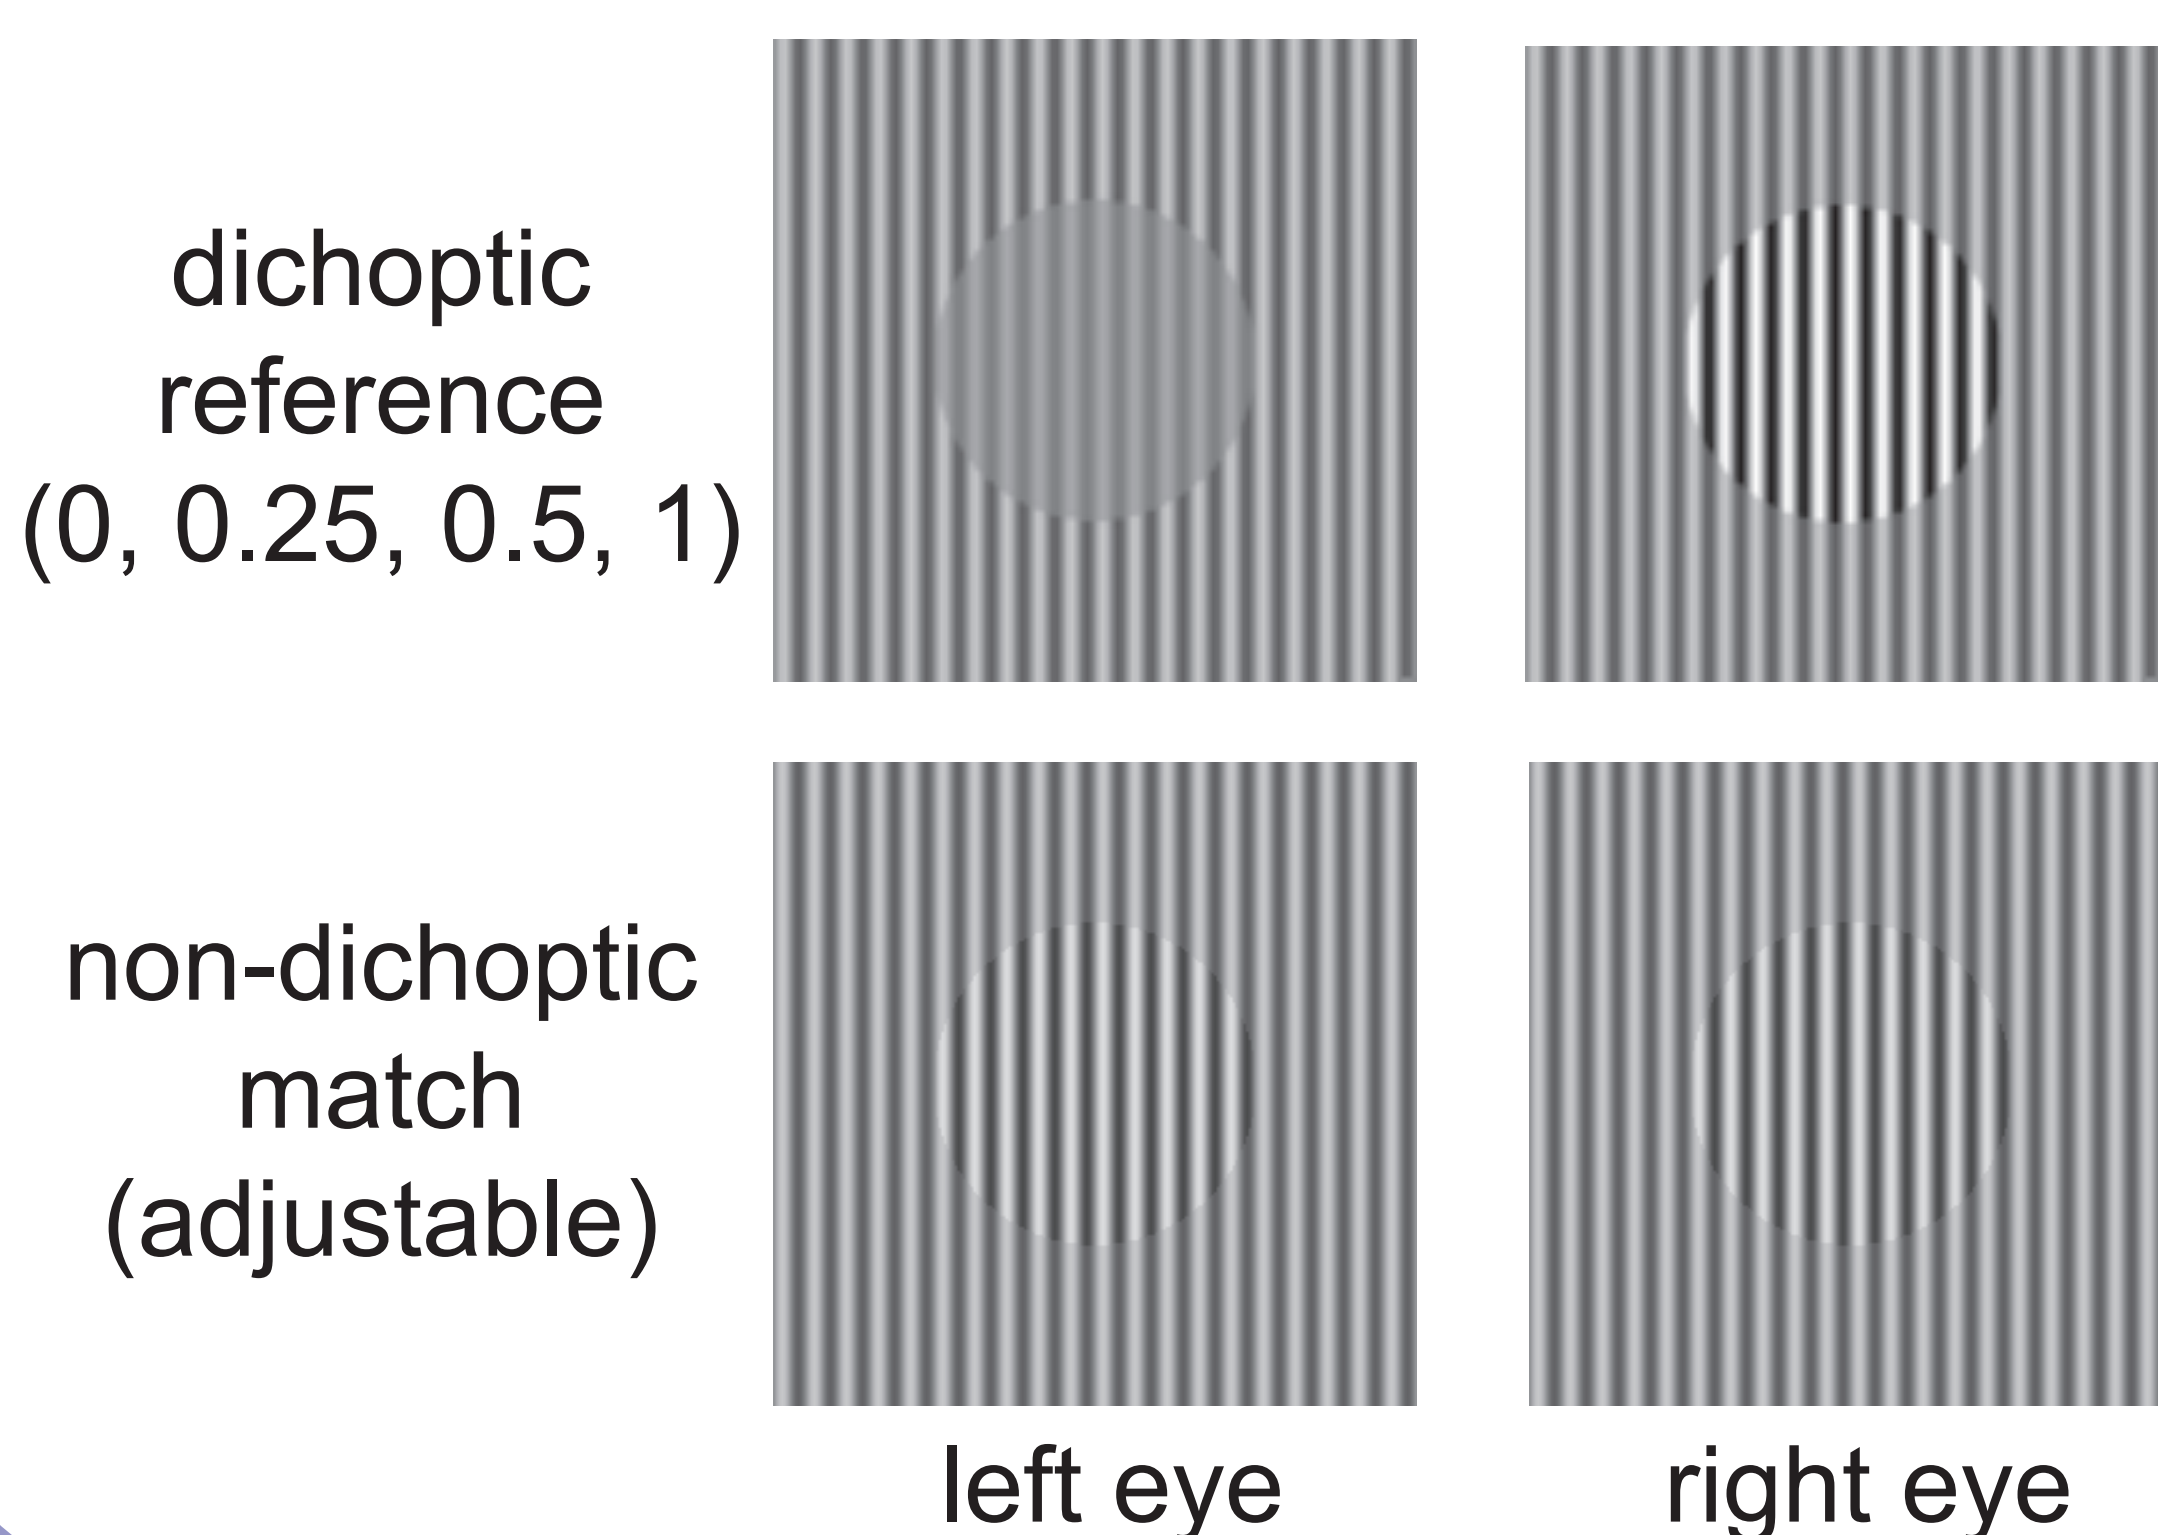 dichoptic
reference
(0, 0.25, 0.5, 1)
non-dichoptic
match
(adjustable)
left eye
right eye